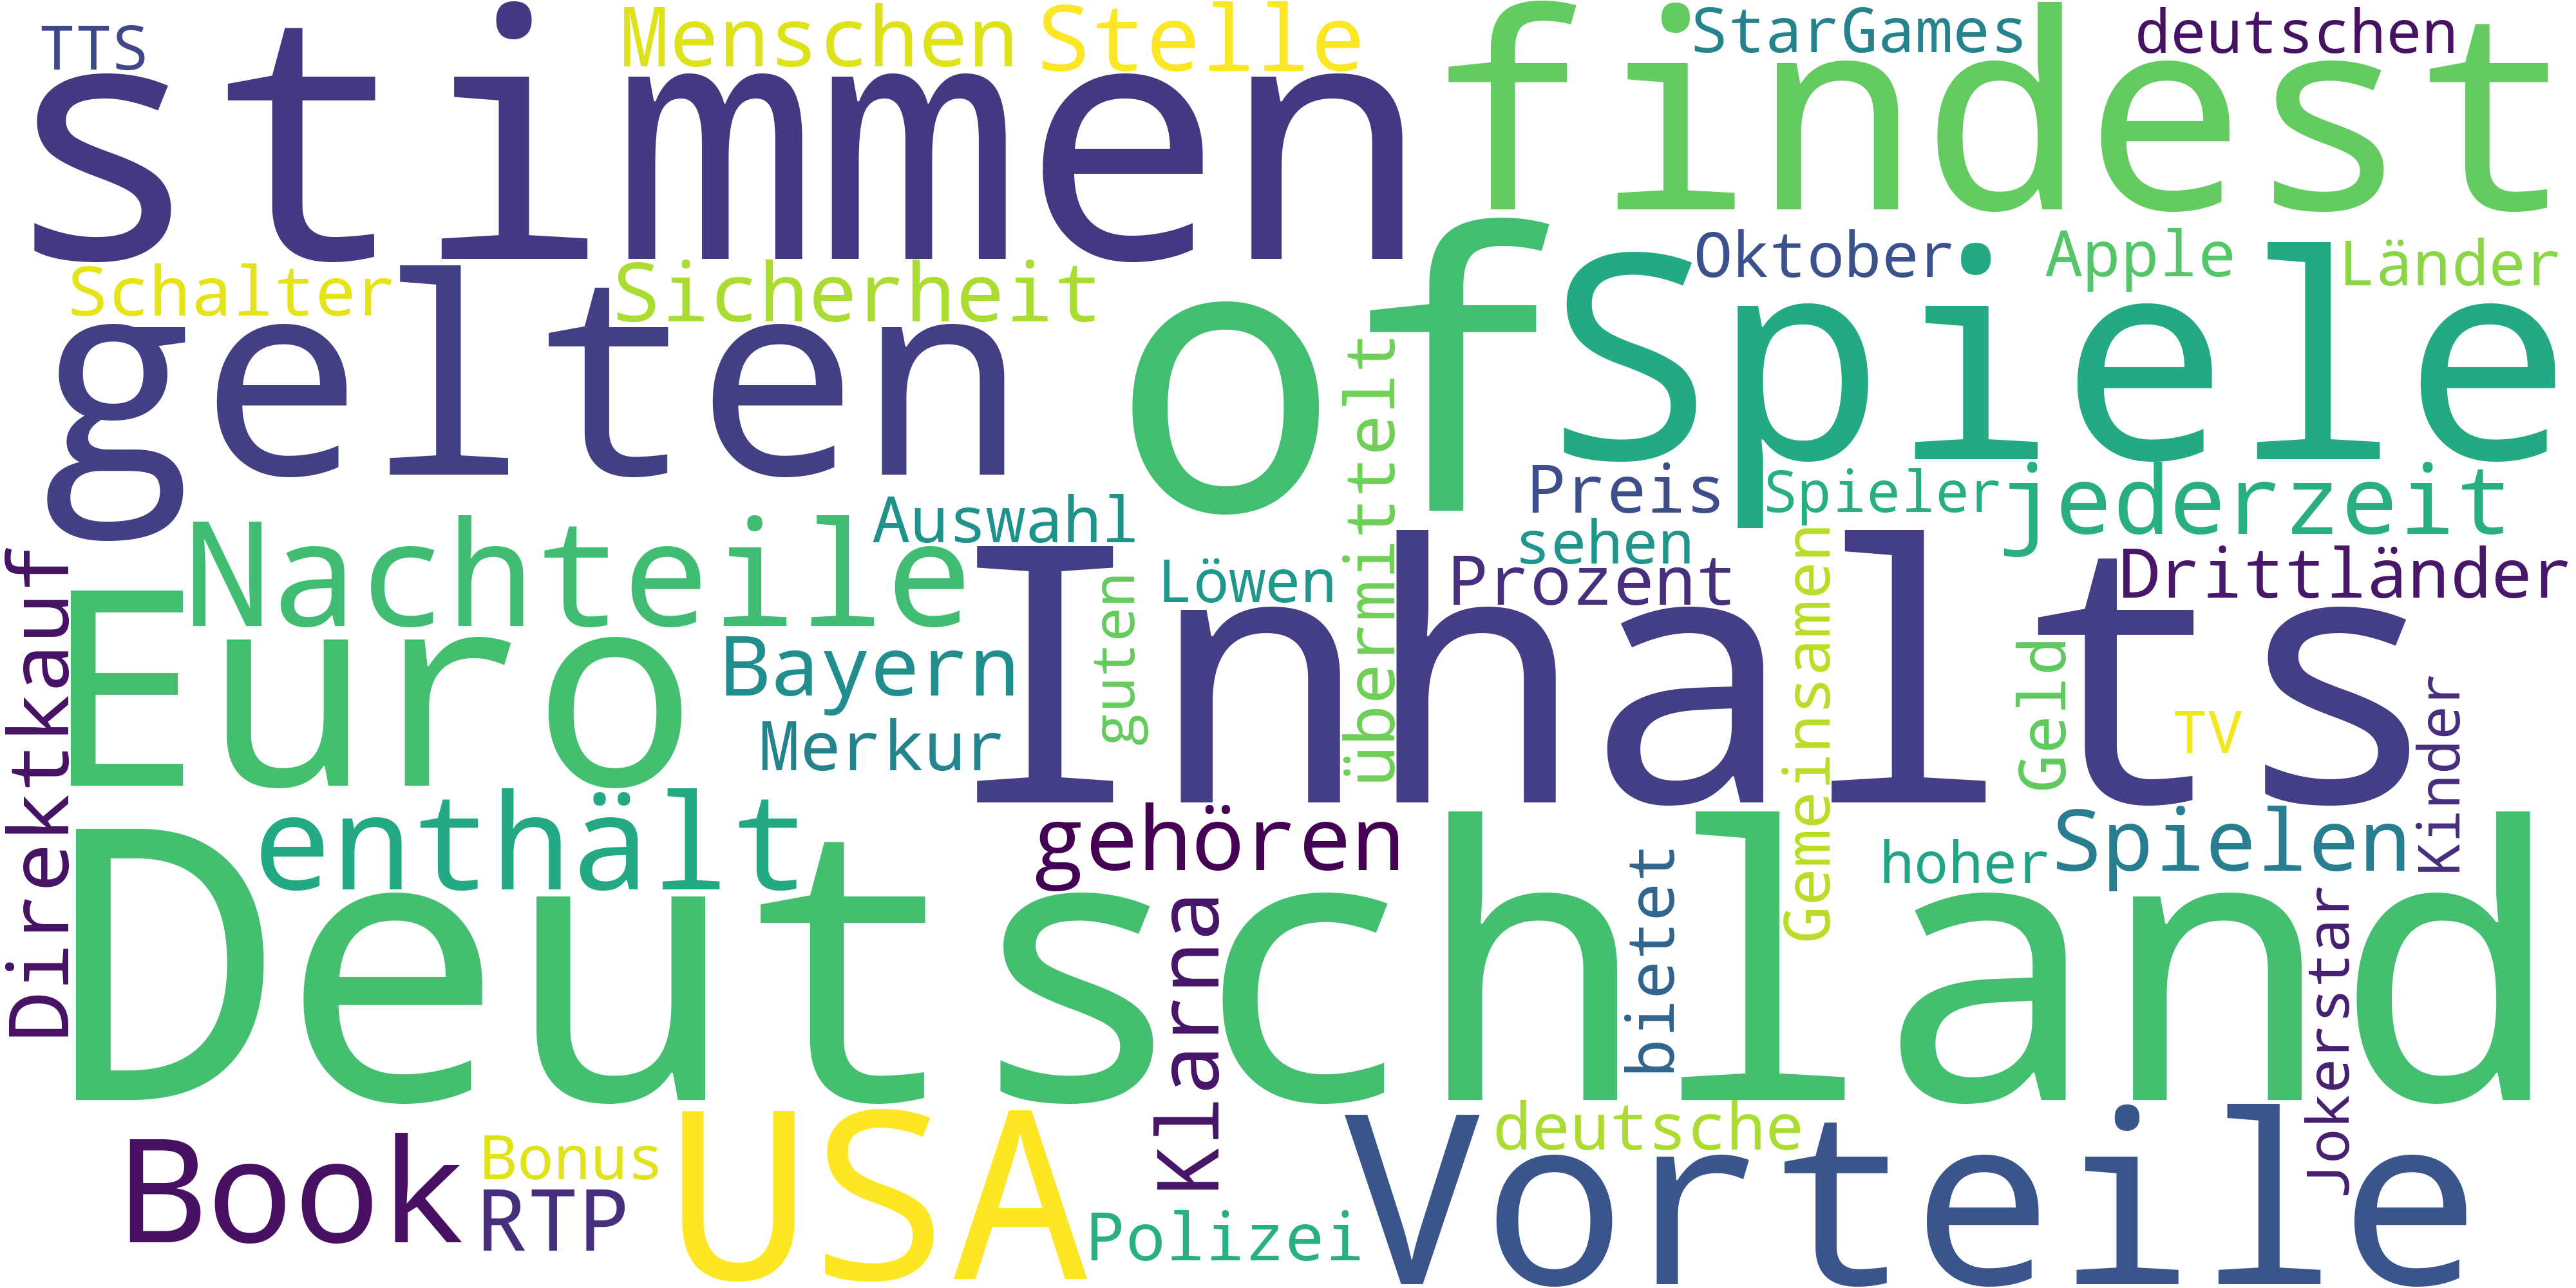 TTS
stimmen
Menschen
Stelle
findest
StarGames
deutschen
Schalter
gelten
Sicherheit
of
Spiele
Oktober
Apple
Länder
übermittelt
Preis
Spieler
jederzeit
Nachteile
Auswahl
sehen
Löwen
Prozent
Drittländer
Direktkauf
Euro
Bayern
Merkur
guten
Inhalts
Gemeinsamen
Geld
TV
Kinder
enthält
gehören
hoher
Spielen
Deutschland
Klarna
bietet
Jokerstar
Book
Bonus
RTP
USA
Polizei
Vorteile
deutsche